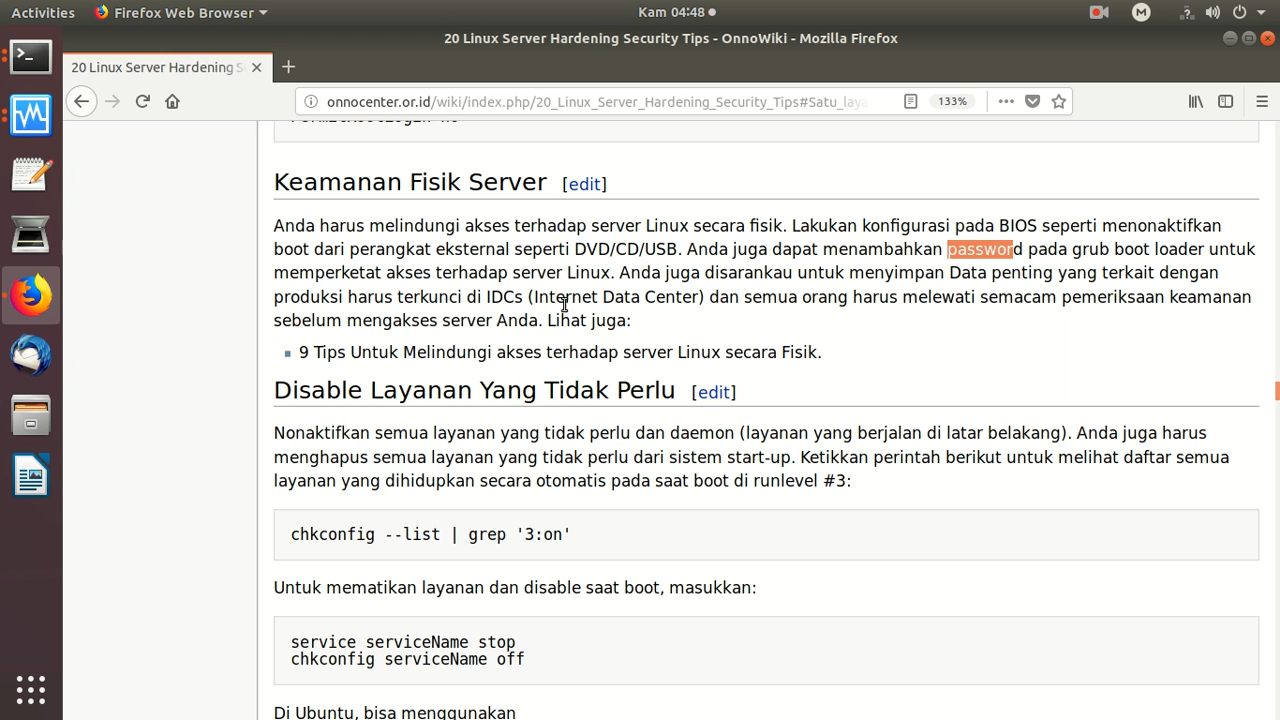 Activities
Firefox Web Browser
Kam 04:48
M
?
20 Linux Server Hardening Security Tips - OnnoWiki - Mozilla Firefox
20 Linux Server Hardening S
onnocenter.or.id/wiki/index.php/20_Linux_Server_Hardening_Security_Tips#Satu_laya
133%
Keamanan Fisik Server [edit]
Anda harus melindungi akses terhadap server Linux secara fisik. Lakukan konfigurasi pada BIOS seperti menonaktifkan
boot dari perangkat eksternal seperti DVD/CD/USB. Anda juga dapat menambahkan password pada grub boot loader untuk
memperketat akses terhadap server Linux. Anda juga disarankau untuk menyimpan Data penting yang terkait dengan
produksi harus terkunci di IDCs (Internet Data Center) dan semua orang harus melewati semacam pemeriksaan keamanan
sebelum mengakses server Anda. Lihat juga:
9 Tips Untuk Melindungi akses terhadap server Linux secara Fisik.
Disable Layanan Yang Tidak Perlu [edit]
Nonaktifkan semua layanan yang tidak perlu dan daemon (layanan yang berjalan di latar belakang). Anda juga harus
menghapus semua layanan yang tidak perlu dari sistem start-up. Ketikkan perintah berikut untuk melihat daftar semua
layanan yang dihidupkan secara otomatis pada saat boot di runlevel #3:
chkconfig --list | grep '3:on'
Untuk mematikan layanan dan disable saat boot, masukkan:
service serviceName stop
chkconfig serviceName off
Di Ubuntu, bisa menggunakan